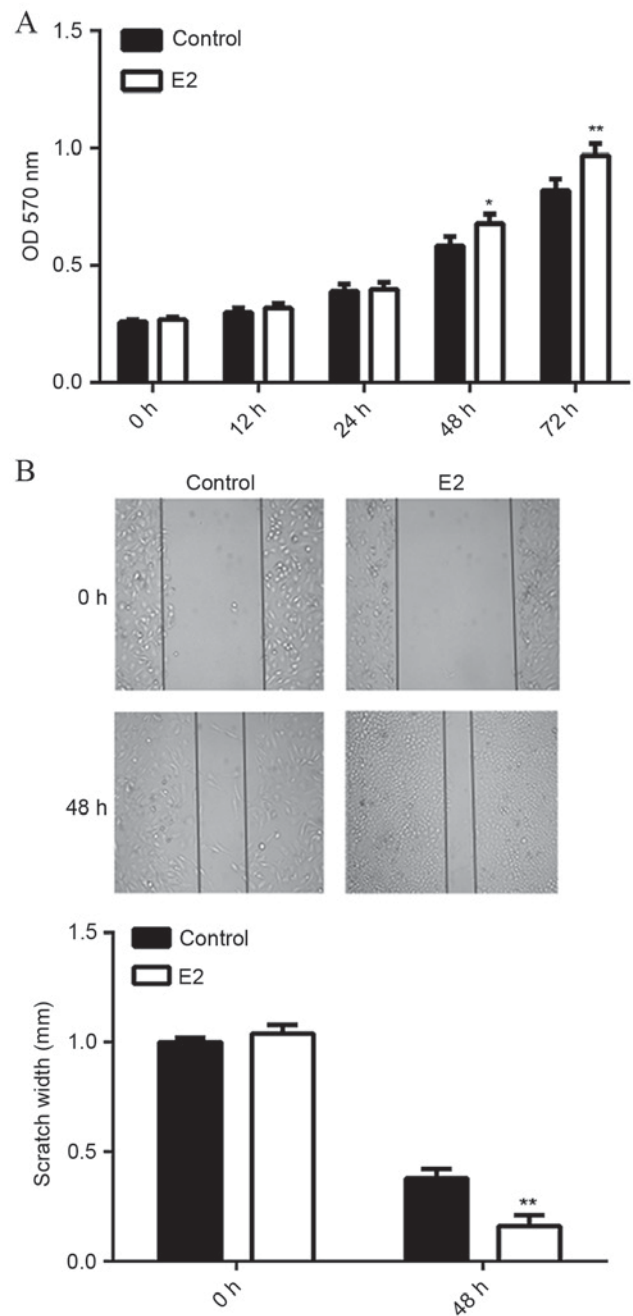 A
1.5
Control
E2
1.0
0.5
0.0
OD 570 nm
*
**
0 h
12 h
24 h
48 h
72 h
B
Control E2
0 h
48 h
1.5
Control
E2
1.0
0.5
0.0
Scratch width (mm)
**
0 h
48 h